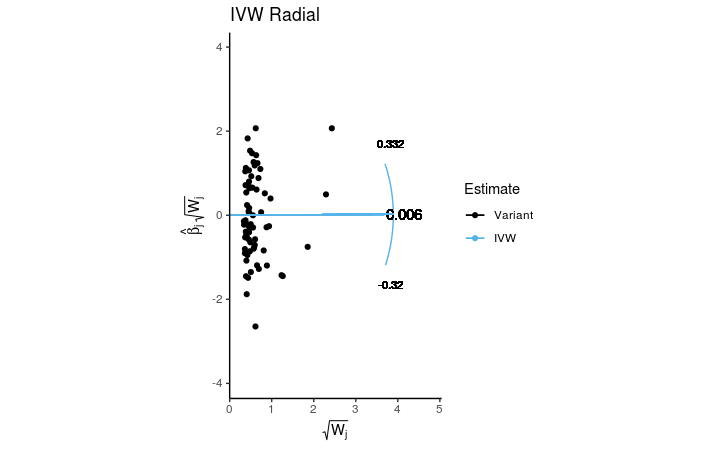 IVW Radial
4
2
0
-2
-4
β̂j√Wj
0.332
0.006
-0.32
0 1 2 3 4 5
√Wj
Estimate
Variant
IVW